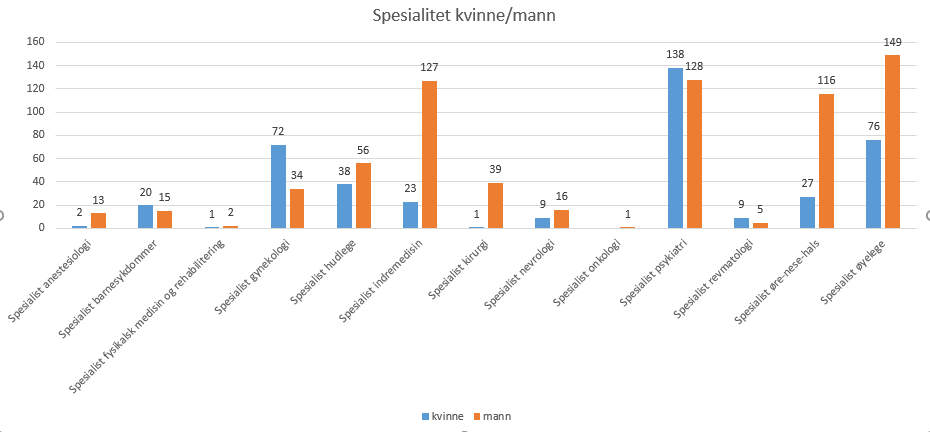 Spesialitet kvinne/mann
160
140
120
100
80
60
40
20
0
2 13
20 15
1 2
72 34
38 56
23 127
1 39
9 16
1
138 128
9 5
27 116
76 149
Spesialist anestesiologi
Spesialist barnesykdommer
Spesialist fysikalsk medisin og rehabilitering
Spesialist gynekologi
Spesialist hudlege
Spesialist indremedisin
Spesialist kirurgi
Spesialist nevrologi
Spesialist onkologi
Spesialist psykiatri
Spesialist revmatologi
Spesialist øre-nese-hals
Spesialist øyelege
kvinne mann